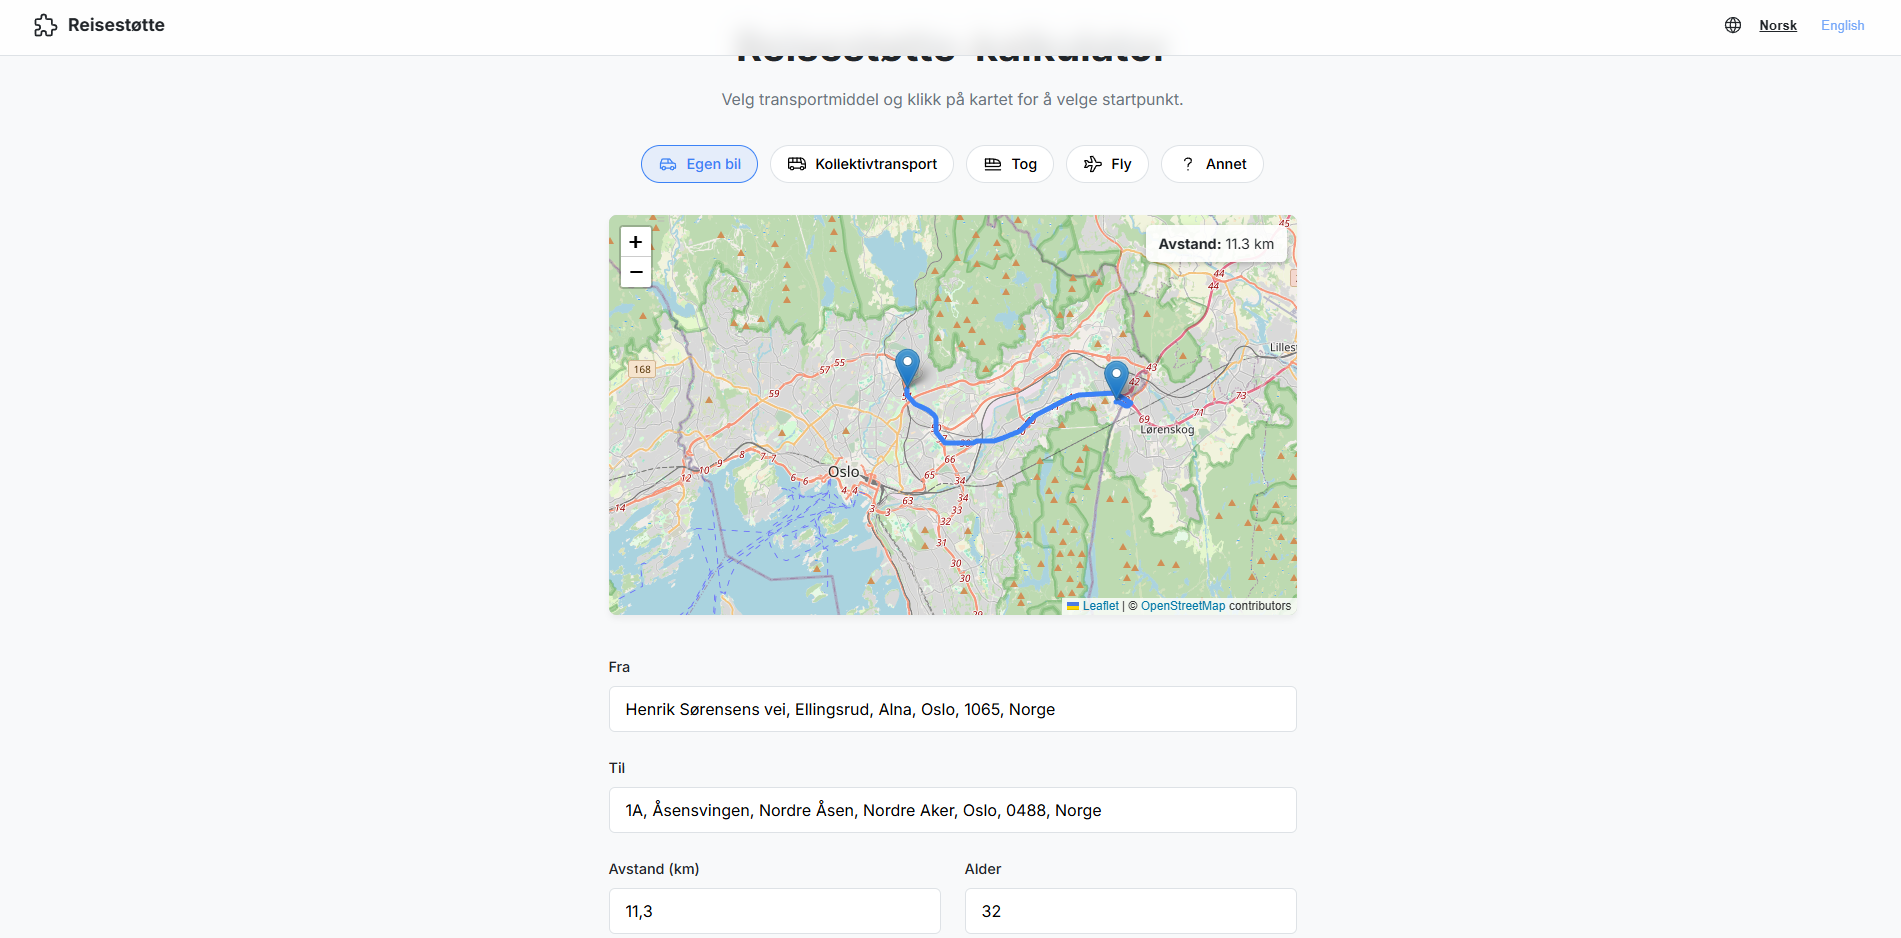 Reisestøtte
Norsk English
Reisestøtte-kalkulator
Velg transportmiddel og klikk på kartet for å velge startpunkt.
Egen bil Kollektivtransport Tog Fly ? Annet
+
−
Avstand: 11.3 km
45
44
44
168
55
57
59
Lillest
43
42
73
71
69
Lørenskog
66
65
34
34
63
33
32
31
30
30
29
Oslo
4 4
3
3
6
6
7
7
8
9
10
12
14
Leaflet | © OpenStreetMap contributors
Fra
Henrik Sørensens vei, Ellingsrud, Alna, Oslo, 1065, Norge
Til
1A, Åsensvingen, Nordre Åsen, Nordre Aker, Oslo, 0488, Norge
Avstand (km) Alder
11,3 32